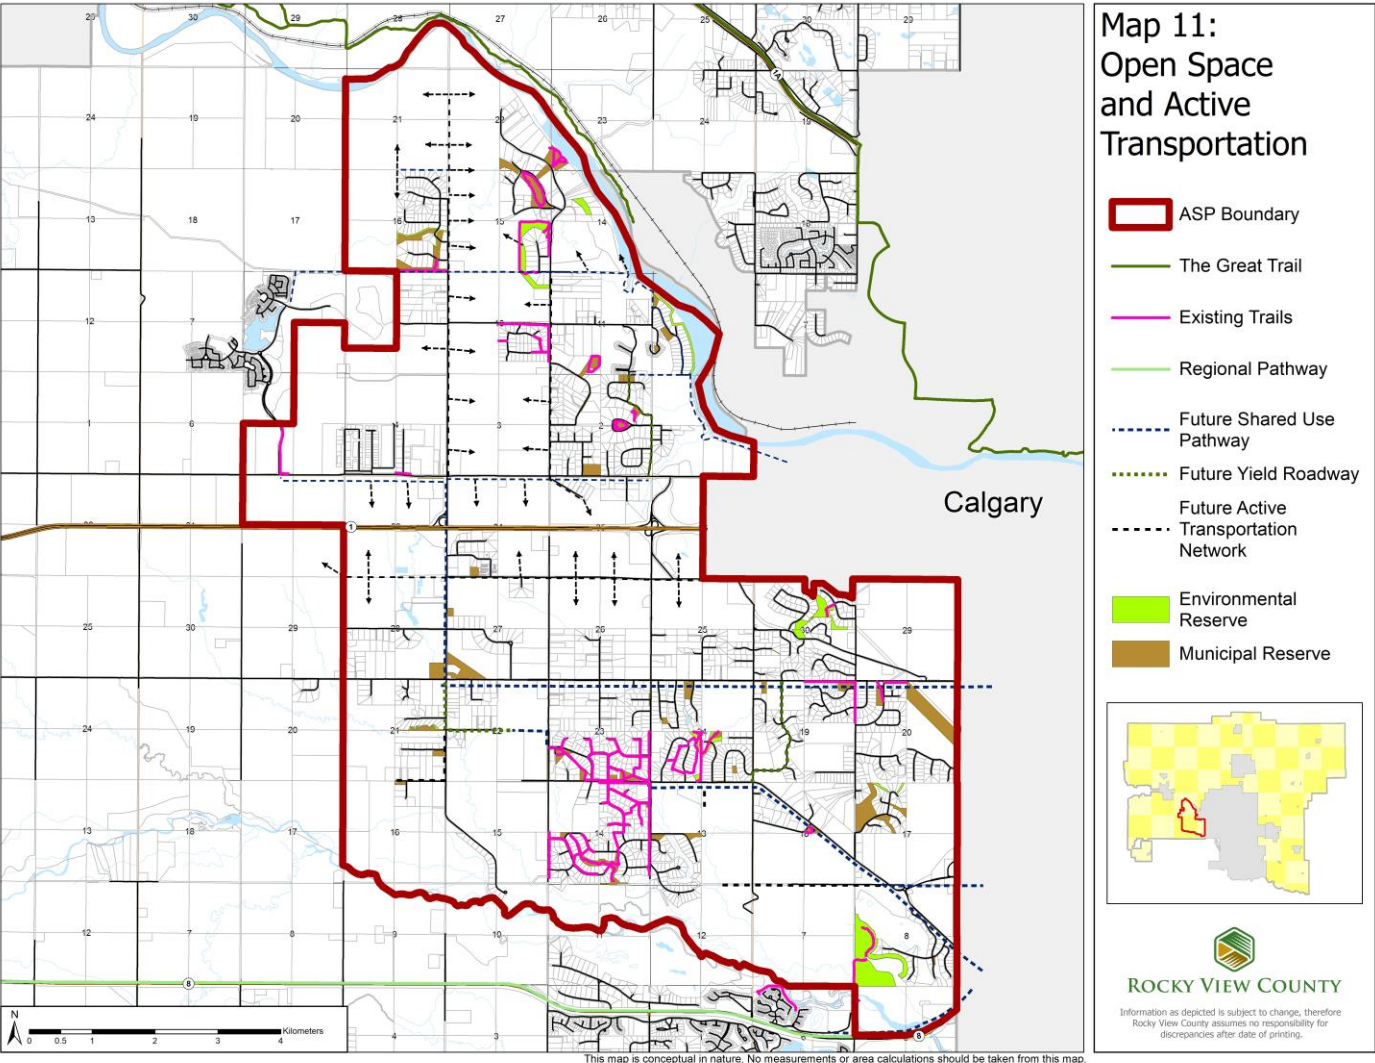 Map 11:
Open Space
and Active
Transportation
ASP Boundary
The Great Trail
Existing Trails
Regional Pathway
Future Shared Use
Pathway
Future Yield Roadway
Future Active
Transportation
Network
Environmental
Reserve
Municipal Reserve
ROCKY VIEW COUNTY
Information as depicted is subject to change, therefore
Rocky View County assumes no responsibility for
discrepancies after date of printing.
Calgary
1A
1
8
8
N
0 0.5 1 2 3 4 Kilometers
This map is conceptual in nature. No measurements or area calculations should be taken from this map.